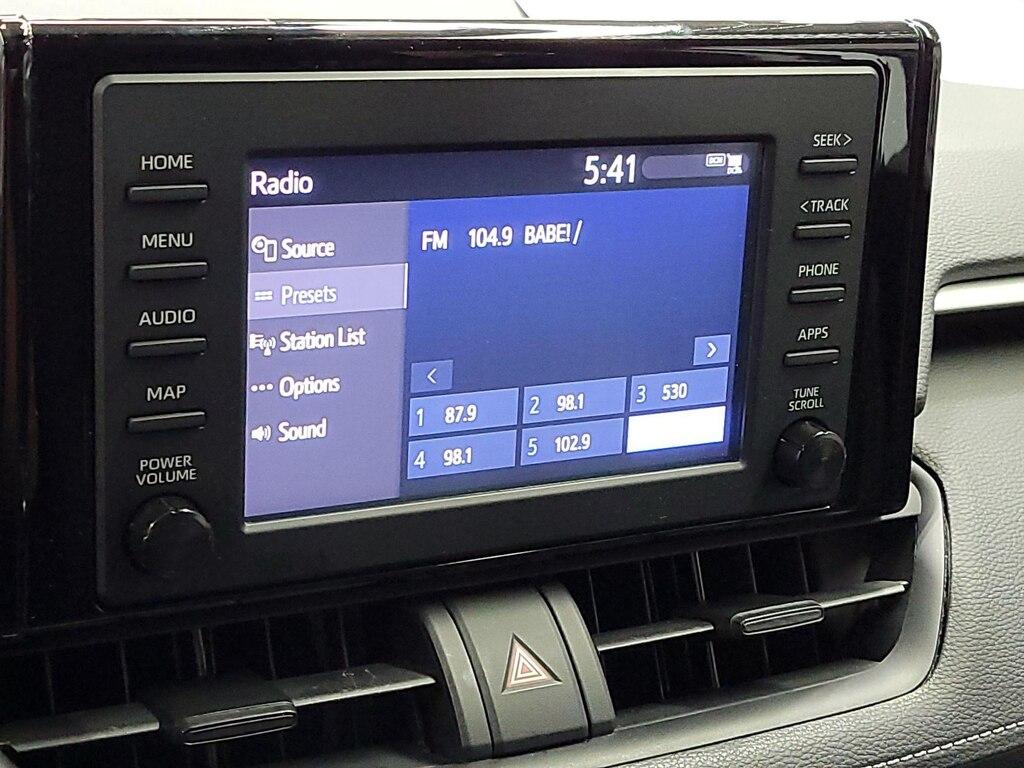 HOME
MENU
AUDIO
MAP
POWER
VOLUME
Radio
5:41
DCM
Source
Presets
Station List
Options
Sound
FM 104.9 BABE!/
<
>
1 87.9
2 98.1
3 530
4 98.1
5 102.9
SEEK>
<TRACK
PHONE
APPS
TUNE
SCROLL